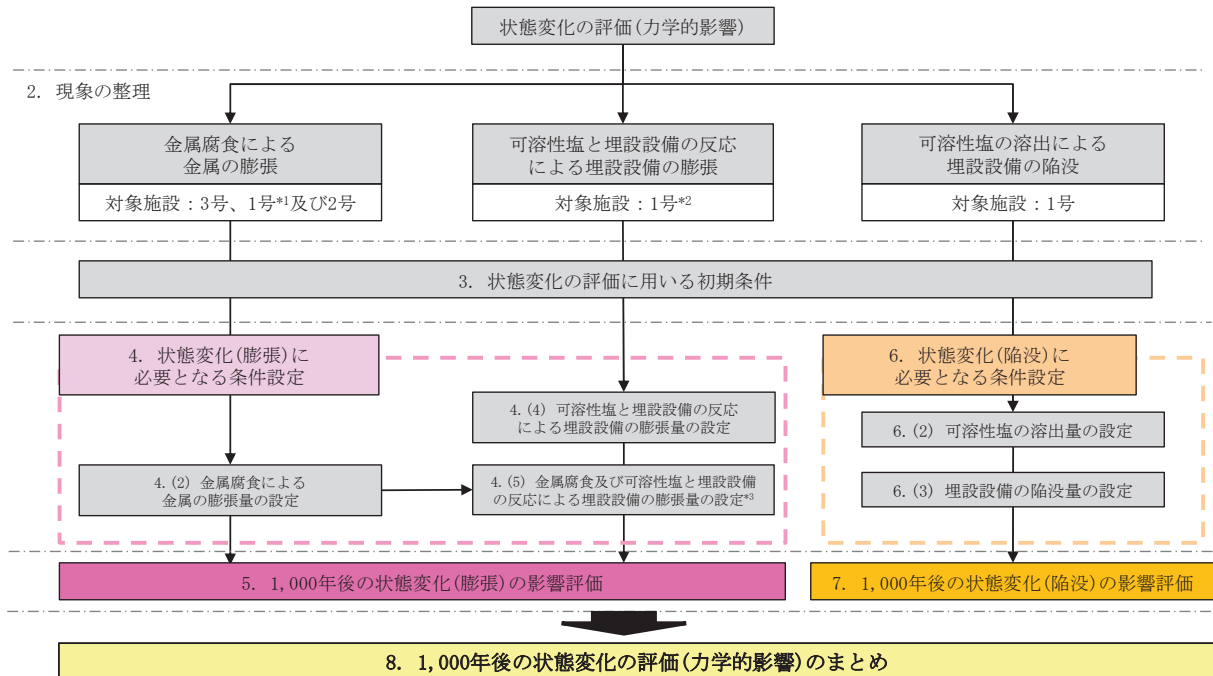 状態変化の評価(力学的影響)
2. 現象の整理
金属腐食による
金属の膨張
対象施設：3号、1号*1及び2号
可溶性塩と埋設設備の反応
による埋設設備の膨張
対象施設：1号*2
可溶性塩の溶出による
埋設設備の陥没
対象施設：1号
3. 状態変化の評価に用いる初期条件
4. 状態変化(膨張)に
必要となる条件設定
4.(4) 可溶性塩と埋設設備の反応
による埋設設備の膨張量の設定
4.(2) 金属腐食による
金属の膨張量の設定
4.(5) 金属腐食及び可溶性塩と埋設設備
の反応による埋設設備の膨張量の設定*3
6. 状態変化(陥没)に
必要となる条件設定
6.(2) 可溶性塩の溶出量の設定
6.(3) 埋設設備の陥没量の設定
5. 1,000年後の状態変化(膨張)の影響評価
7. 1,000年後の状態変化(陥没)の影響評価
8. 1,000年後の状態変化の評価(力学的影響)のまとめ